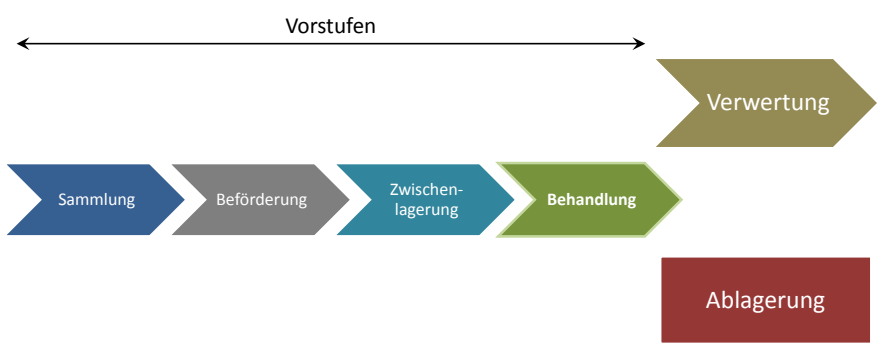 Vorstufen
Verwertung
Sammlung
Beförderung
Zwischen-
lagerung
Behandlung
Ablagerung